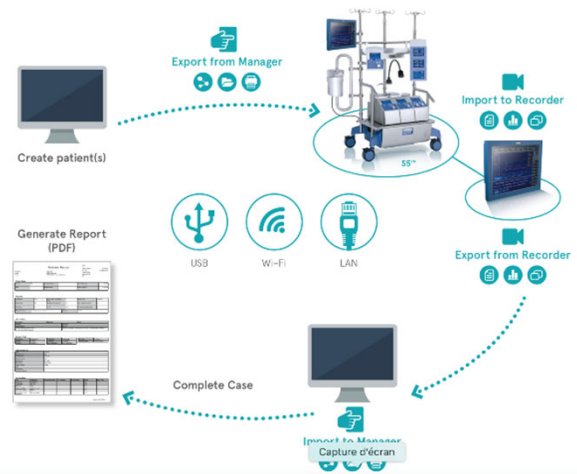 Export from Manager
Create patient(s)
S5™
Import to Recorder
USB
Wi-Fi
LAN
Export from Recorder
Generate Report
(PDF)
Complete Case
Import to Manager
Capture d'écran